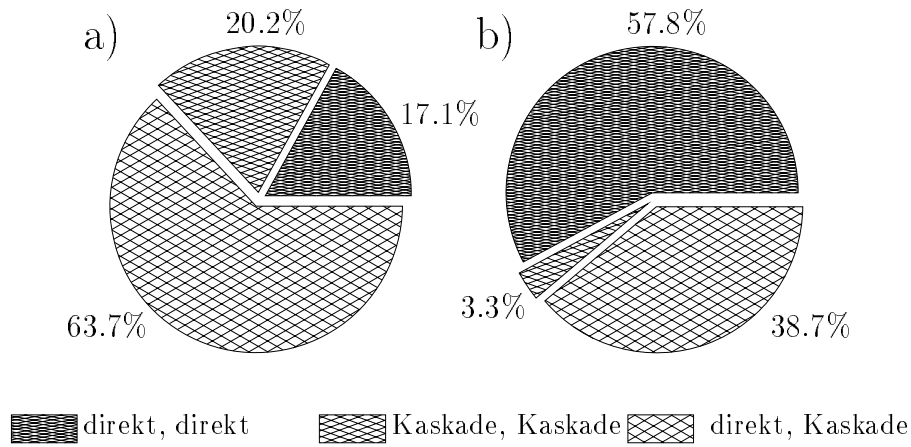 a) 20.2% b) 57.8%
17.1%
63.7% 3.3% 38.7%
direkt, direkt Kaskade, Kaskade direkt, Kaskade